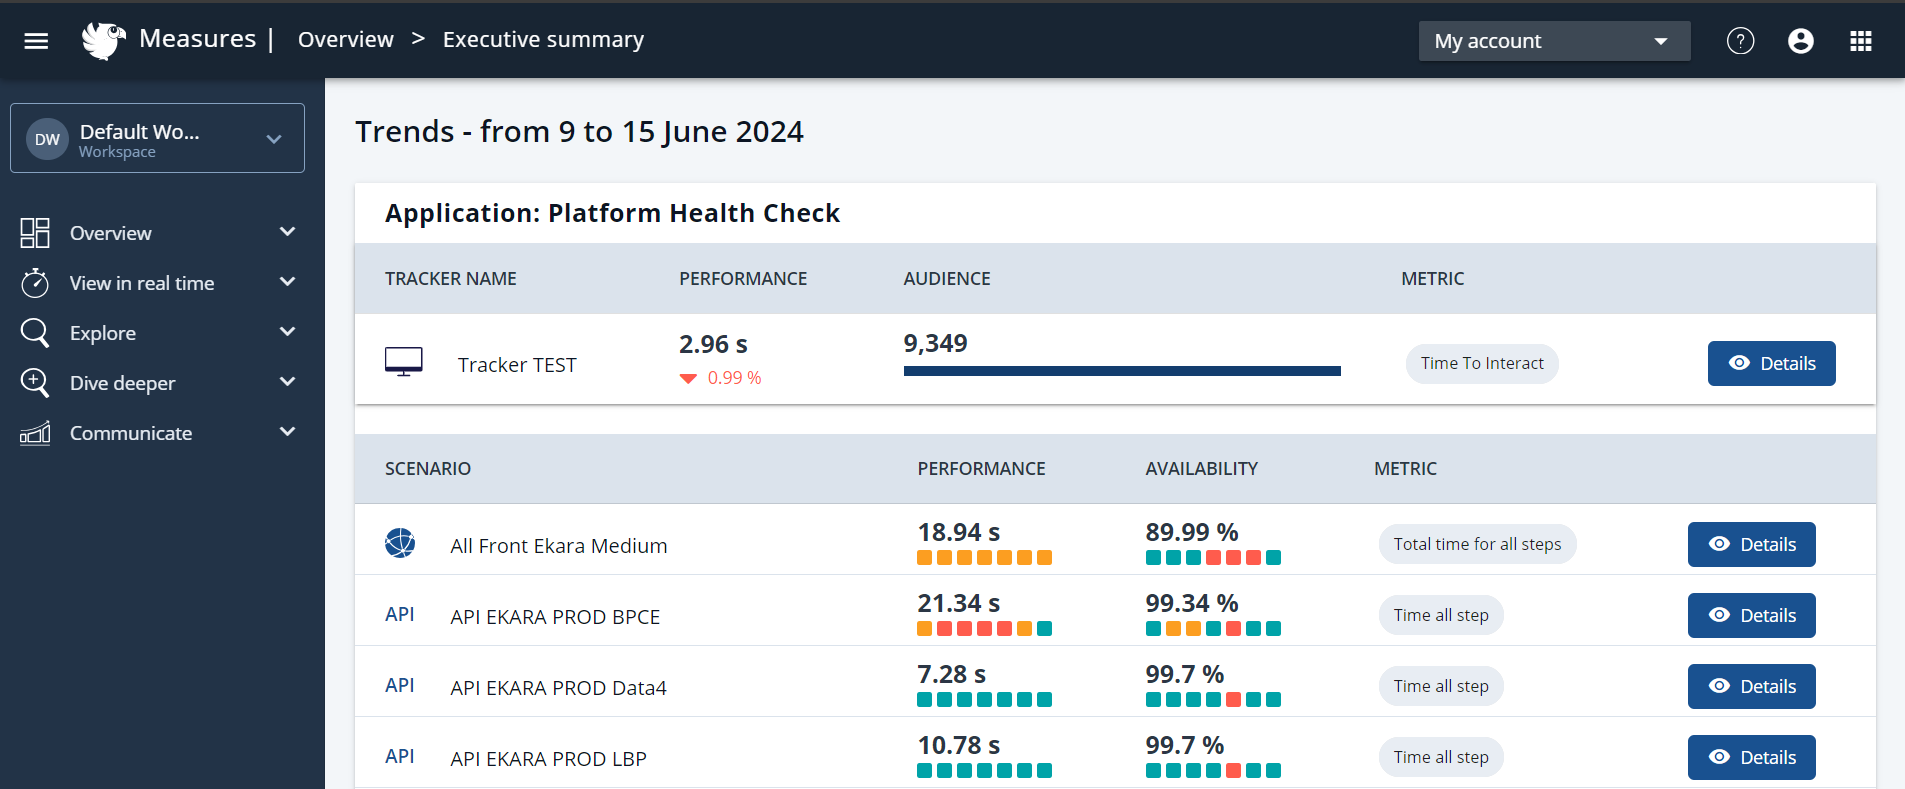 Measures | Overview > Executive summary
My account
?
DW
Default Wo...
Workspace
Overview
View in real time
Explore
Dive deeper
Communicate
Trends - from 9 to 15 June 2024
Application: Platform Health Check
TRACKER NAME PERFORMANCE AUDIENCE METRIC
Tracker TEST 2.96 s 9,349 Time To Interact Details
0.99 %
SCENARIO PERFORMANCE AVAILABILITY METRIC
All Front Ekara Medium 18.94 s 89.99 % Total time for all steps Details
API API EKARA PROD BPCE 21.34 s 99.34 % Time all step Details
API API EKARA PROD Data4 7.28 s 99.7 % Time all step Details
API API EKARA PROD LBP 10.78 s 99.7 % Time all step Details